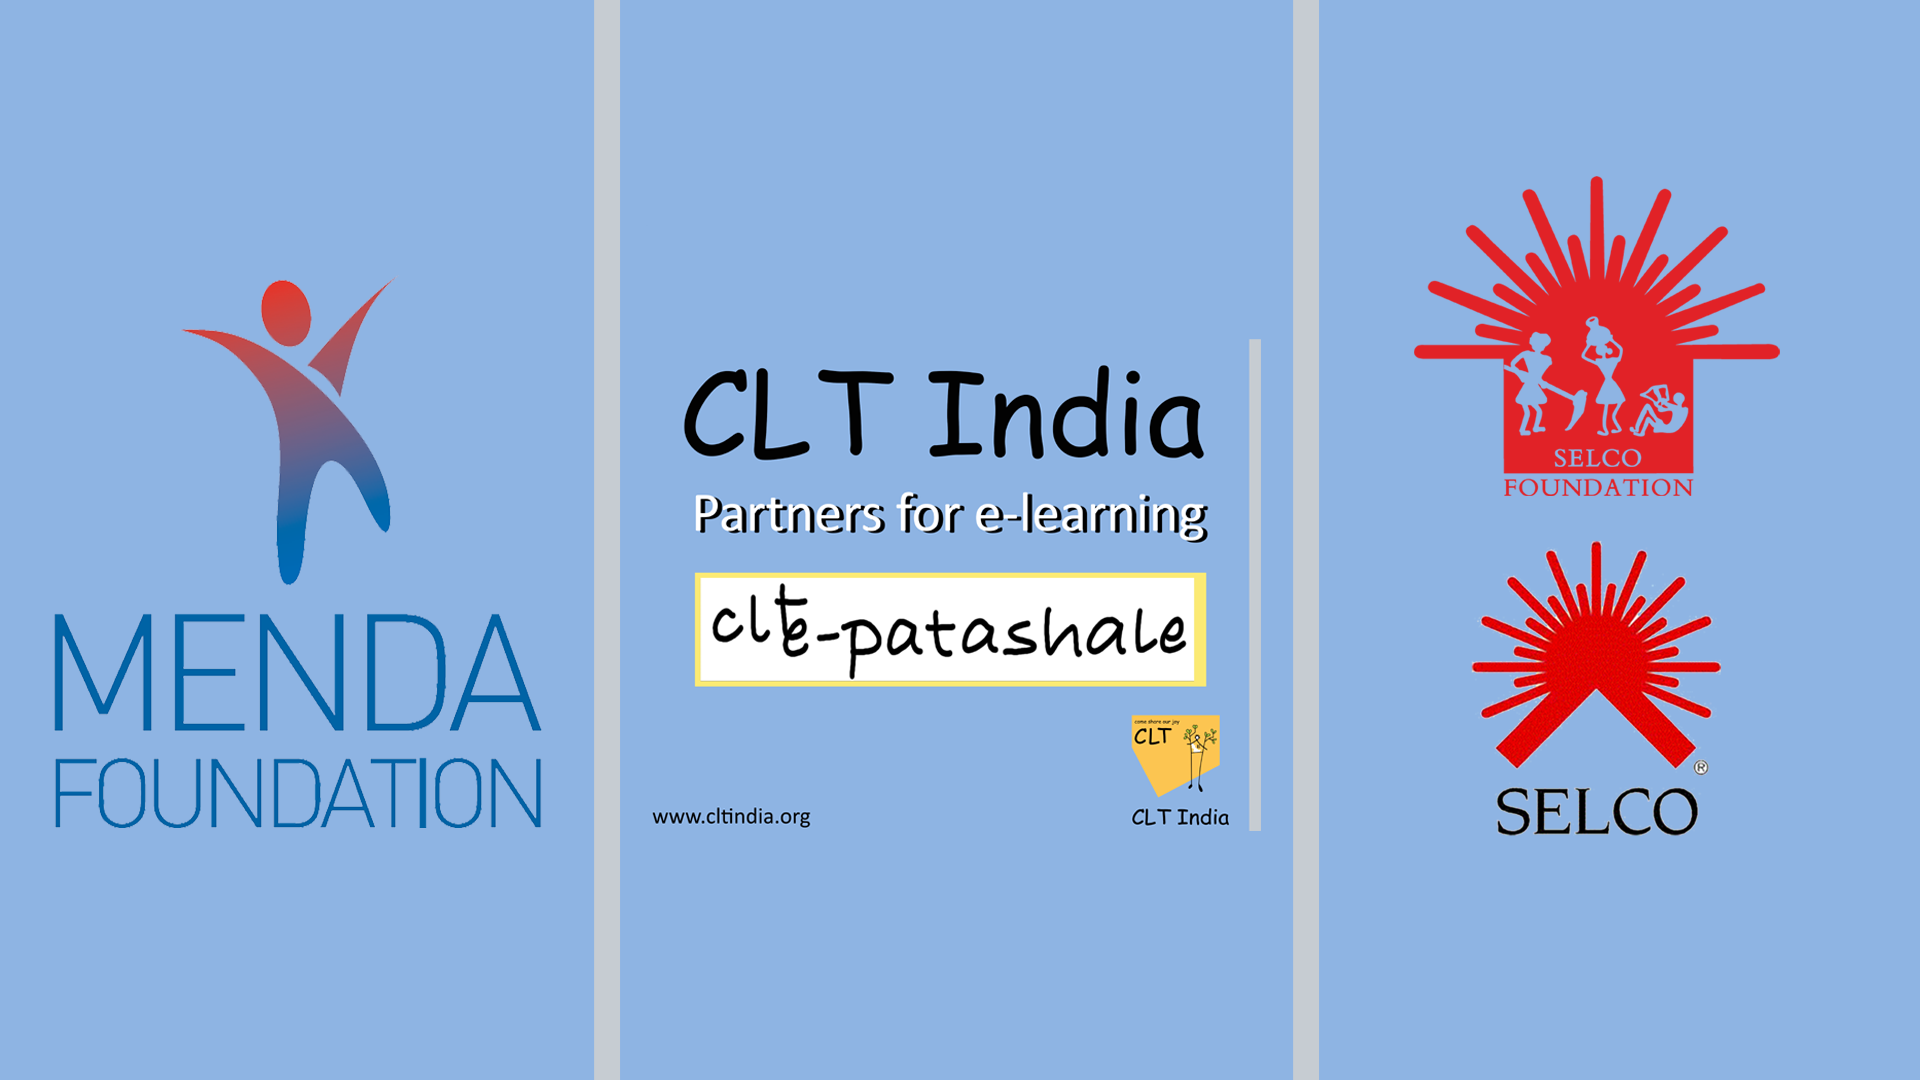 MENDA
FOUNDATION
CLT India
Partners for e-learning
clt e-patashale
come share our joy
CLT
www.cltindia.org
CLT India
SELCO
FOUNDATION
®
SELCO